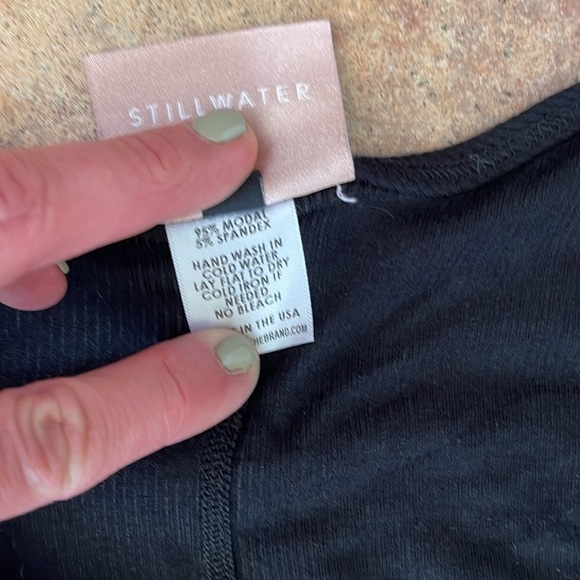 STILLWATER
95% MODAL
5% SPANDEX
HAND WASH IN
COLD WATER
LAY FLAT TO DRY
COLD IRON IF
NEEDED
NO BLEACH
IN THE USA